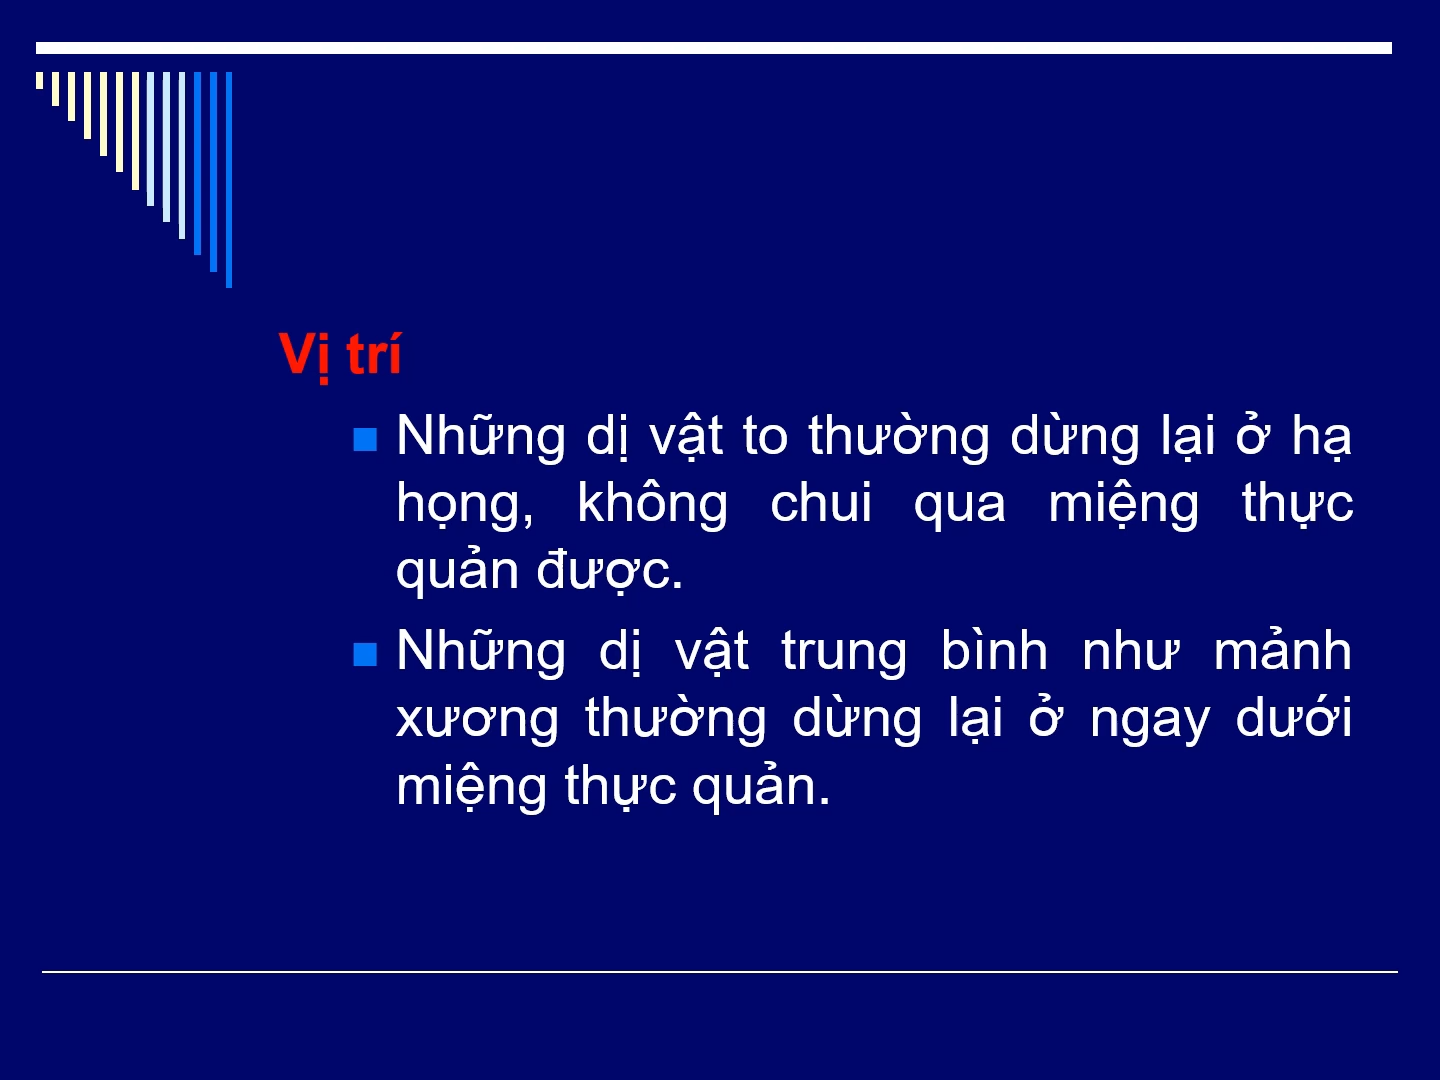 Vị trí
Những dị vật to thường dừng lại ở hạ
họng, không chui qua miệng thực
quản được.
Những dị vật trung bình như mảnh
xương thường dừng lại ở ngay dưới
miệng thực quản.